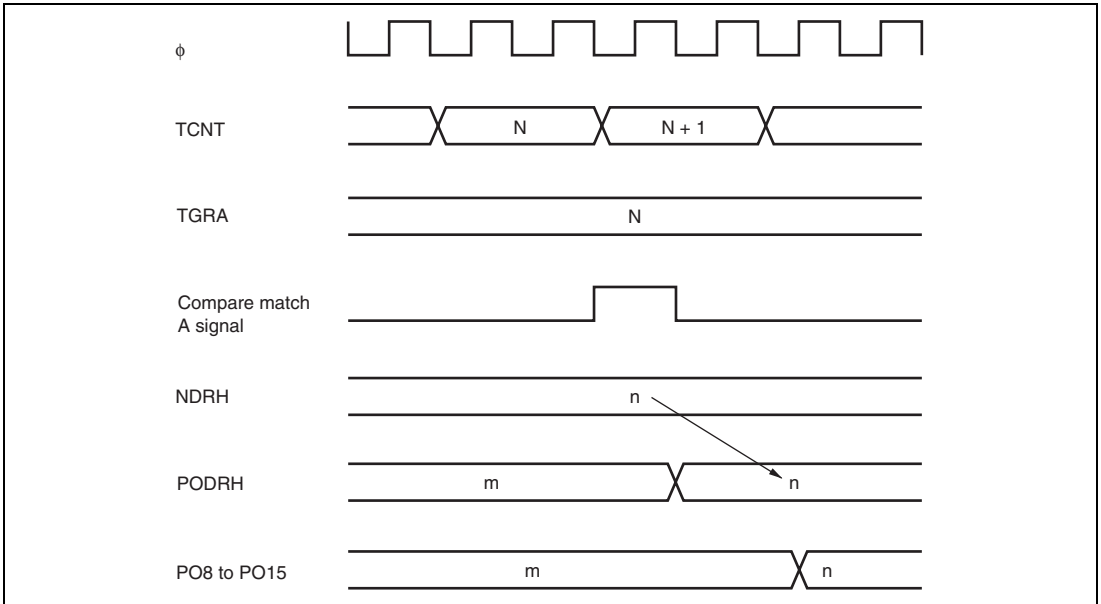 ϕ
TCNT N N + 1
TGRA N
Compare match
A signal
NDRH n
PODRH m n
PO8 to PO15 m n